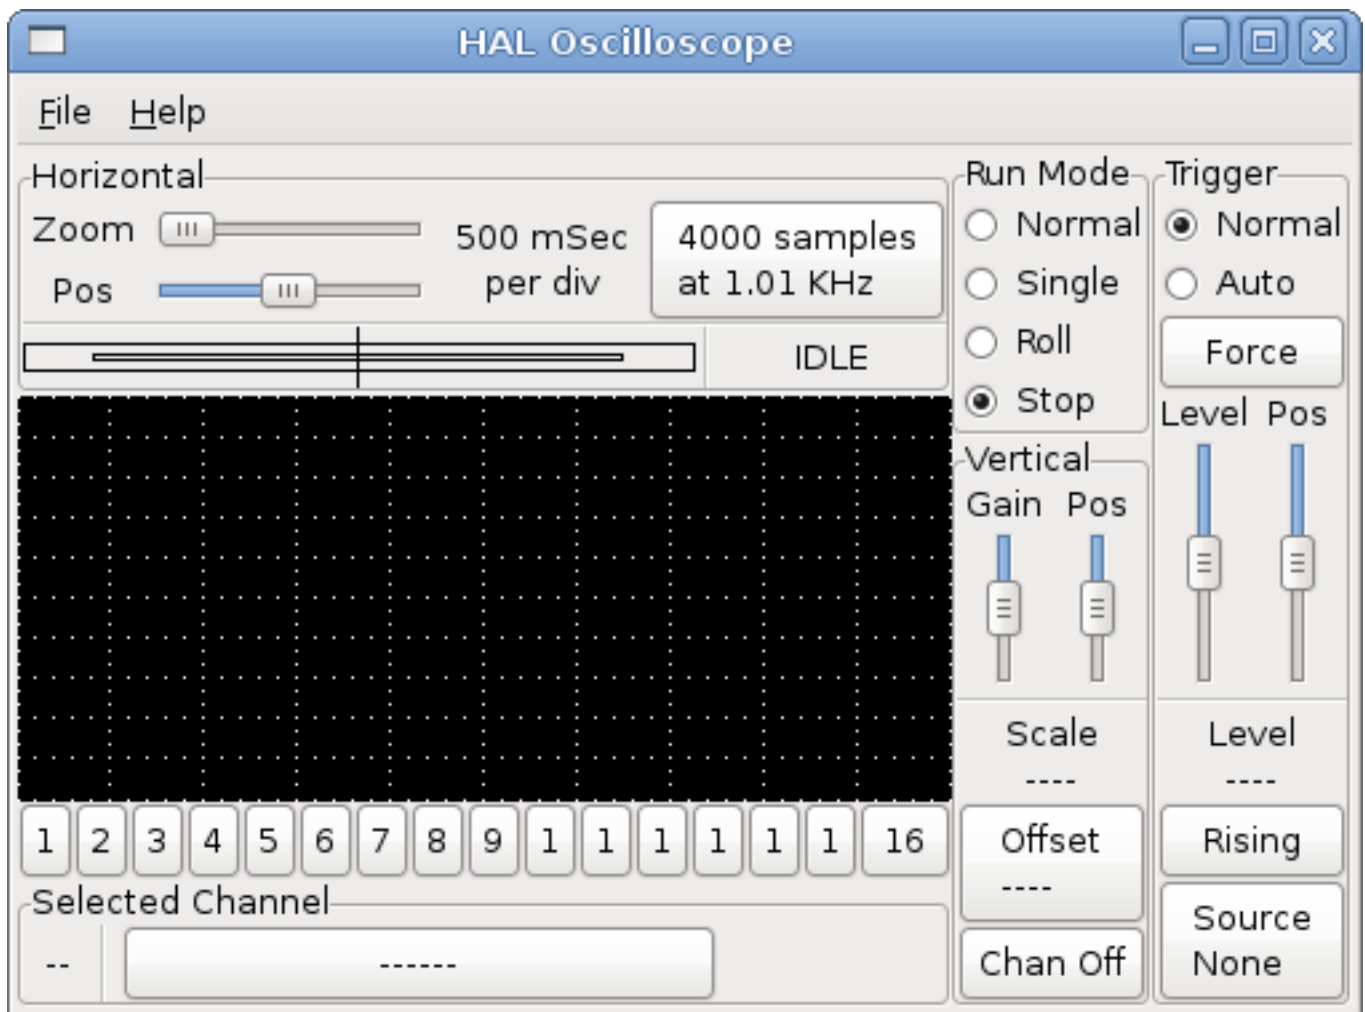 HAL Oscilloscope
File Help
Horizontal
Zoom
Pos
500 mSec
per div
4000 samples
at 1.01 KHz
IDLE
Run Mode
Normal
Single
Roll
Stop
Trigger
Normal
Auto
Force
Level Pos
Vertical
Gain Pos
Scale
----
Level
----
1 2 3 4 5 6 7 8 9 1 1 1 1 1 1 16
Offset
----
Rising
Selected Channel
--
------
Chan Off
Source
None